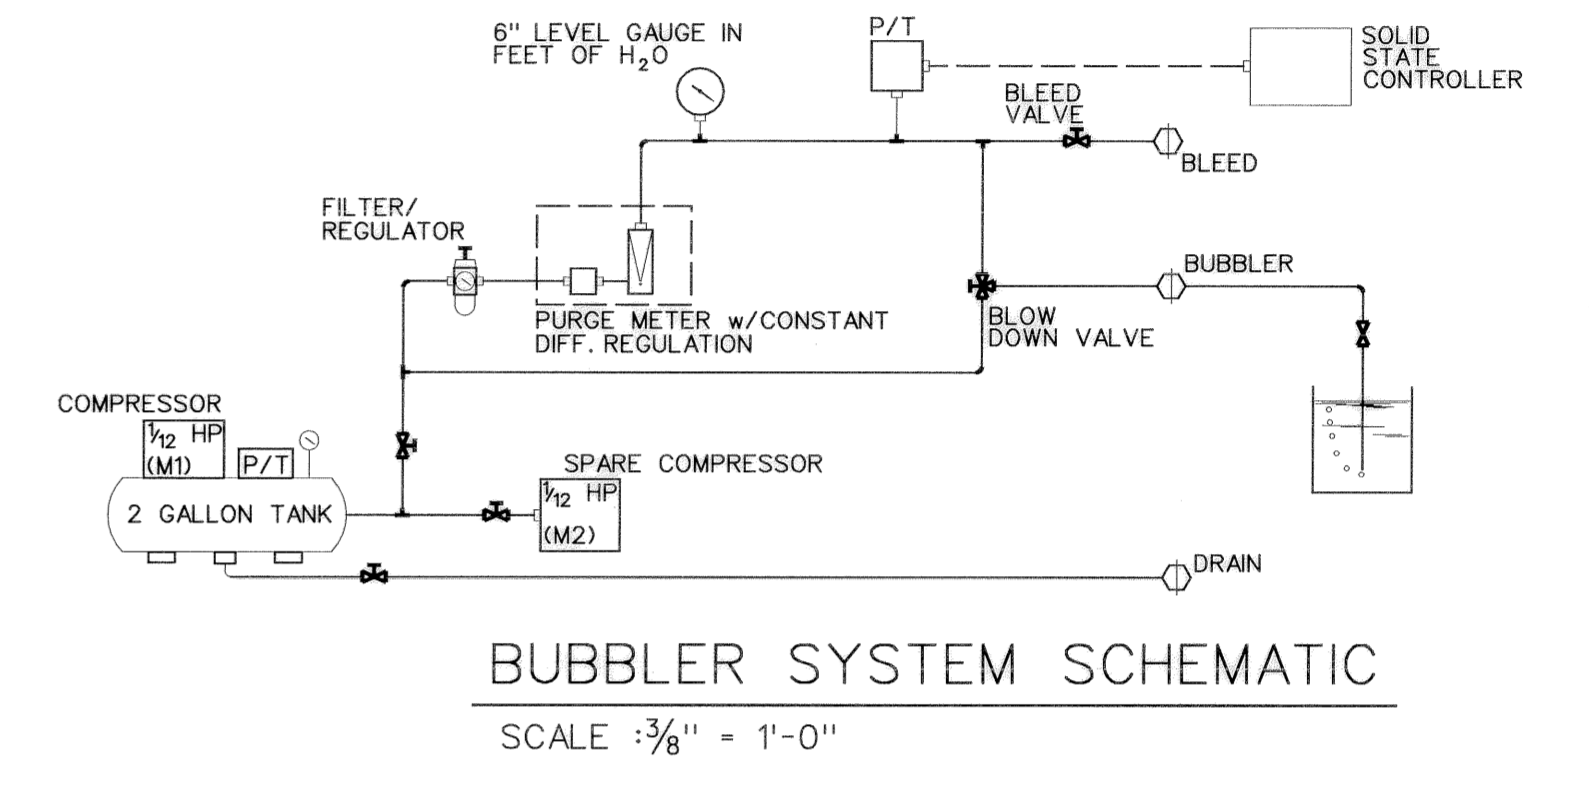 6" LEVEL GAUGE IN
FEET OF H₂O
P/T
SOLID
STATE
CONTROLLER
BLEED
VALVE
BLEED
FILTER/
REGULATOR
BUBBLER
PURGE METER w/CONSTANT
DIFF. REGULATION
BLOW
DOWN VALVE
COMPRESSOR
1/12 HP
(M1)
P/T
2 GALLON TANK
SPARE COMPRESSOR
1/12 HP
(M2)
DRAIN
BUBBLER SYSTEM SCHEMATIC
SCALE :3/8" = 1'-0"